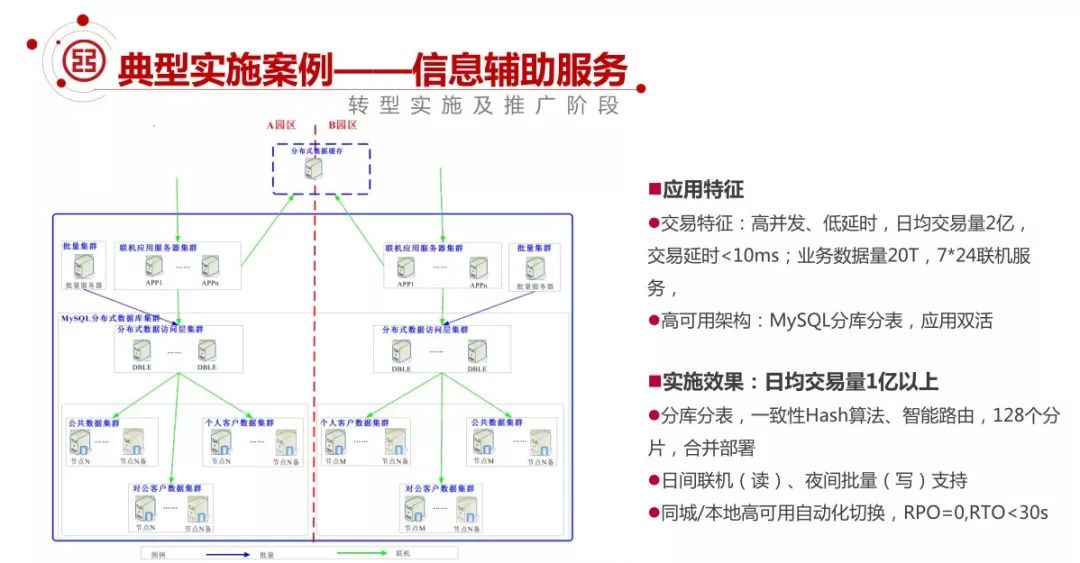 典型实施案例——信息辅助服务
转型实施及推广阶段
A园区 B园区
分布式数据缓存
批量集群 联机应用服务器集群 联机应用服务器集群 批量集群
…… ……
批量服务器 APP1 APPn APP1 APPn 批量服务器
MySQL分布式数据库集群
分布式数据访问层集群 分布式数据访问层集群
…… ……
DBLE DBLE DBLE DBLE
公共数据集群 个人客户数据集群 个人客户数据集群 公共数据集群
…… …… …… ……
节点N 节点N备 节点N 节点N备 节点M 节点N备 节点M 节点N备
对公客户数据集群 对公客户数据集群
…… ……
节点N 节点N备 节点M 节点N备
图例 批量 联机
■应用特征
●交易特征：高并发、低延时，日均交易量2亿，
交易延时<10ms；业务数据量20T，7*24联机服
务，
●高可用架构：MySQL分库分表，应用双活
■实施效果：日均交易量1亿以上
●分库分表，一致性Hash算法、智能路由，128个分
片，合并部署
●日间联机（读）、夜间批量（写）支持
●同城/本地高可用自动化切换，RPO=0,RTO<30s